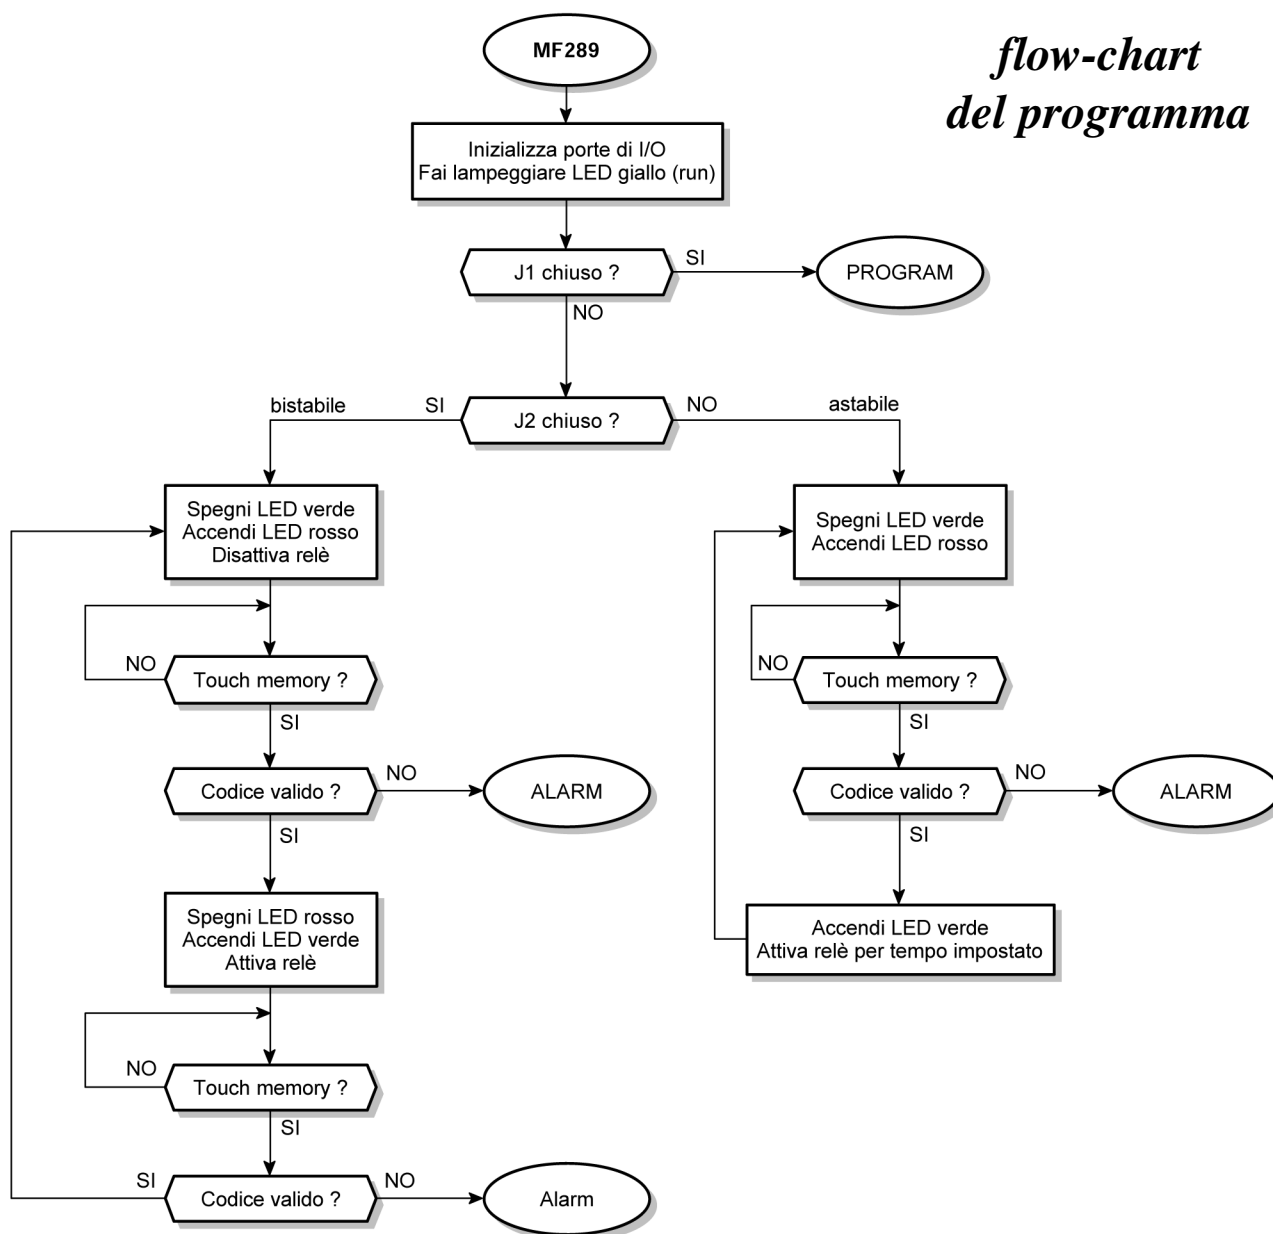 MF289
flow-chart
del programma
Inizializza porte di I/O
Fai lampeggiare LED giallo (run)
J1 chiuso ?
SI
PROGRAM
NO
bistabile
SI
J2 chiuso ?
NO
astabile
Spegni LED verde
Accendi LED rosso
Disattiva relè
NO
Touch memory ?
SI
Codice valido ?
NO
ALARM
SI
Spegni LED rosso
Accendi LED verde
Attiva relè
NO
Touch memory ?
SI
SI
Codice valido ?
NO
Alarm
Spegni LED verde
Accendi LED rosso
NO
Touch memory ?
SI
Codice valido ?
NO
ALARM
SI
Accendi LED verde
Attiva relè per tempo impostato